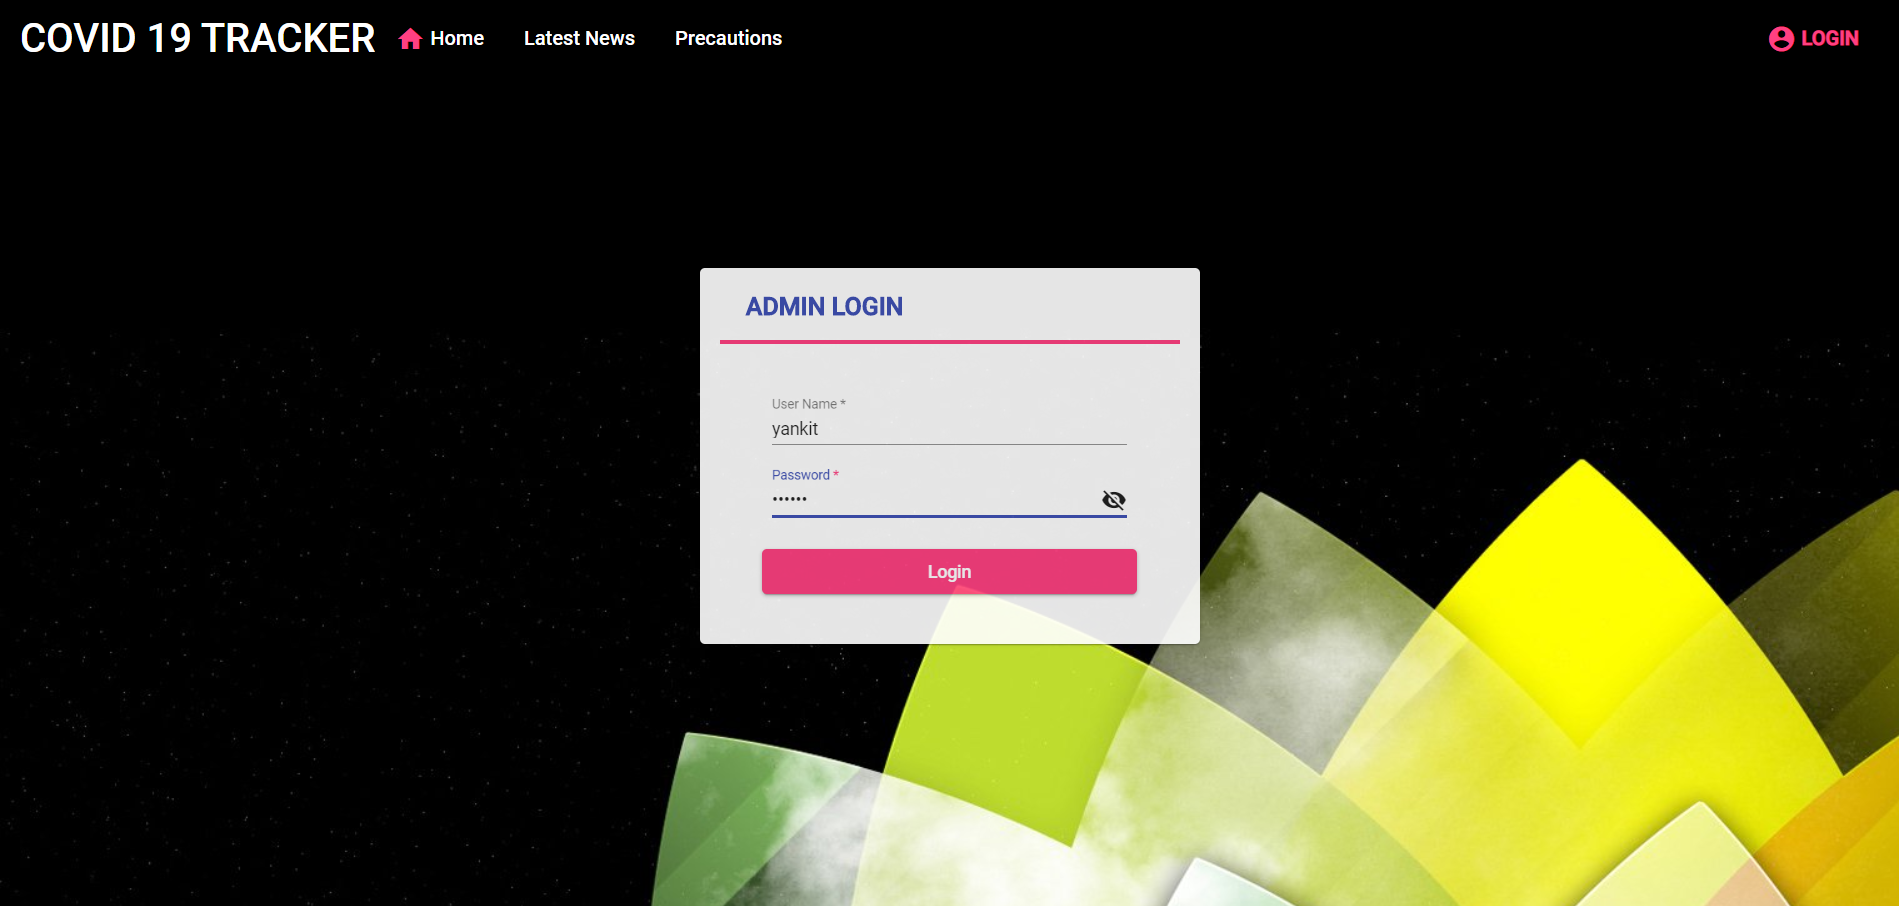 COVID 19 TRACKER Home Latest News Precautions LOGIN
ADMIN LOGIN
User Name *
yankit
Password *
••••••
Login